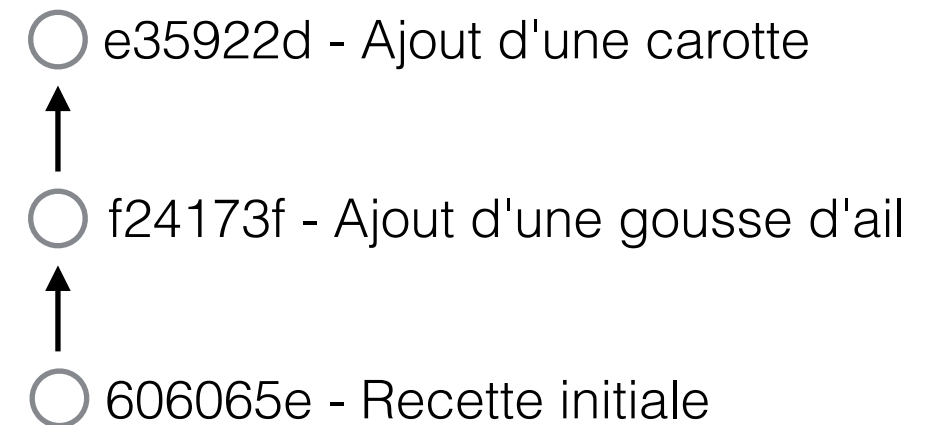 e35922d - Ajout d'une carotte
f24173f - Ajout d'une gousse d'ail
606065e - Recette initiale